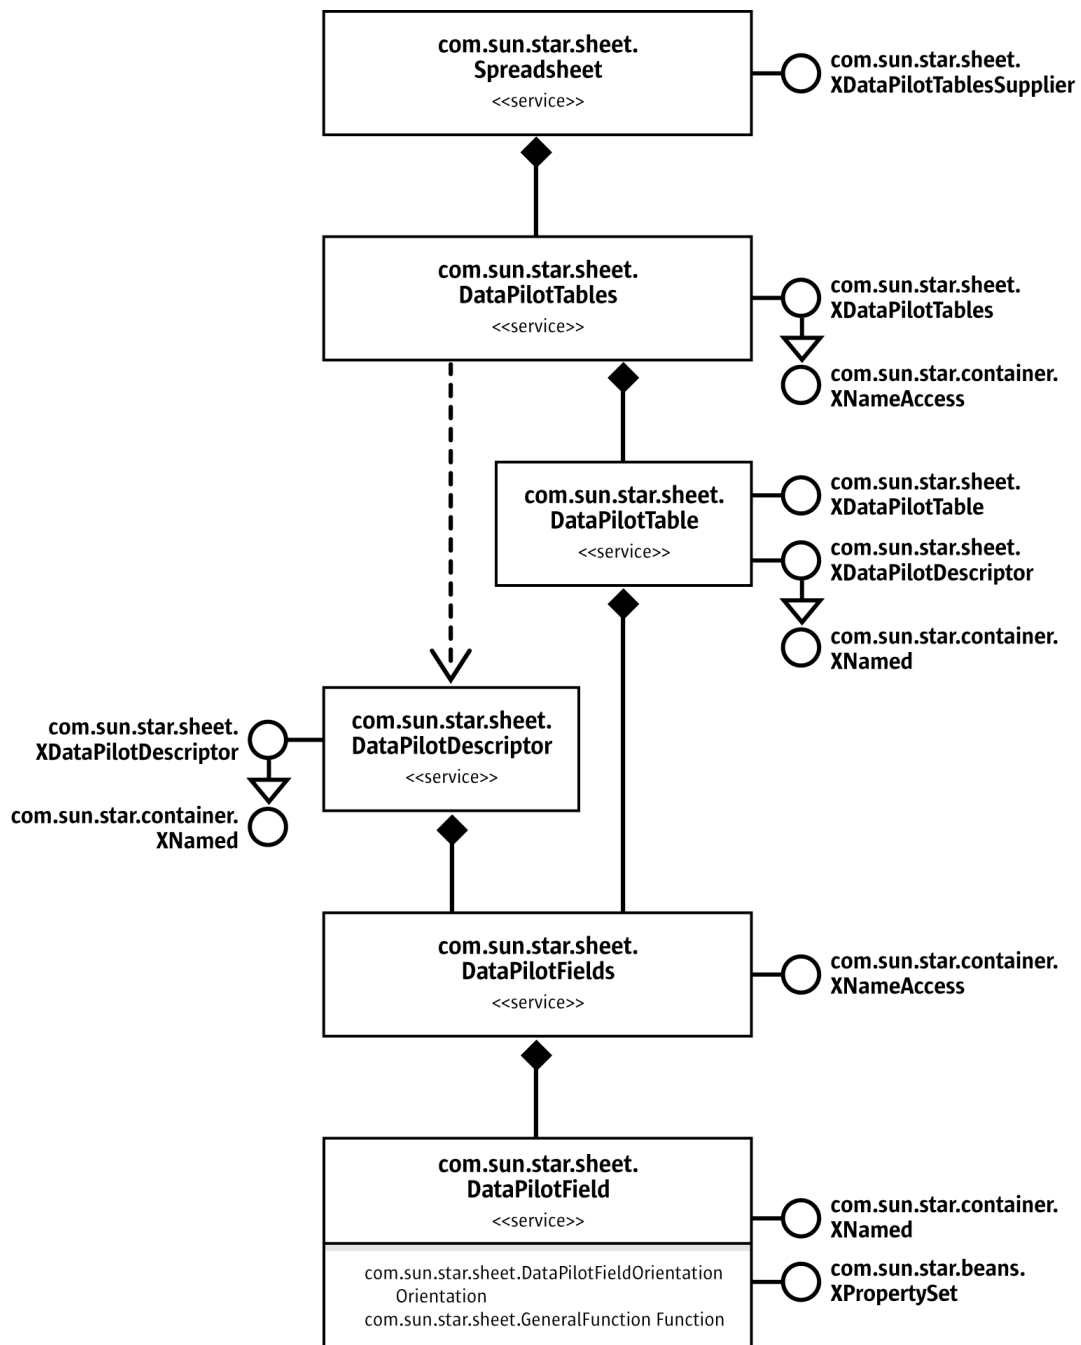 com.sun.star.sheet.
Spreadsheet
<<service>>
com.sun.star.sheet.
XDataPilotTablesSupplier
com.sun.star.sheet.
DataPilotTables
<<service>>
com.sun.star.sheet.
XDataPilotTables
com.sun.star.container.
XNameAccess
com.sun.star.sheet.
DataPilotTable
<<service>>
com.sun.star.sheet.
XDataPilotTable
com.sun.star.sheet.
XDataPilotDescriptor
com.sun.star.container.
XNamed
com.sun.star.sheet.
XDataPilotDescriptor
com.sun.star.container.
XNamed
com.sun.star.sheet.
DataPilotDescriptor
<<service>>
com.sun.star.sheet.
DataPilotFields
<<service>>
com.sun.star.container.
XNameAccess
com.sun.star.sheet.
DataPilotField
<<service>>
com.sun.star.container.
XNamed
com.sun.star.sheet.DataPilotFieldOrientation
Orientation
com.sun.star.sheet.GeneralFunction Function
com.sun.star.beans.
XPropertySet